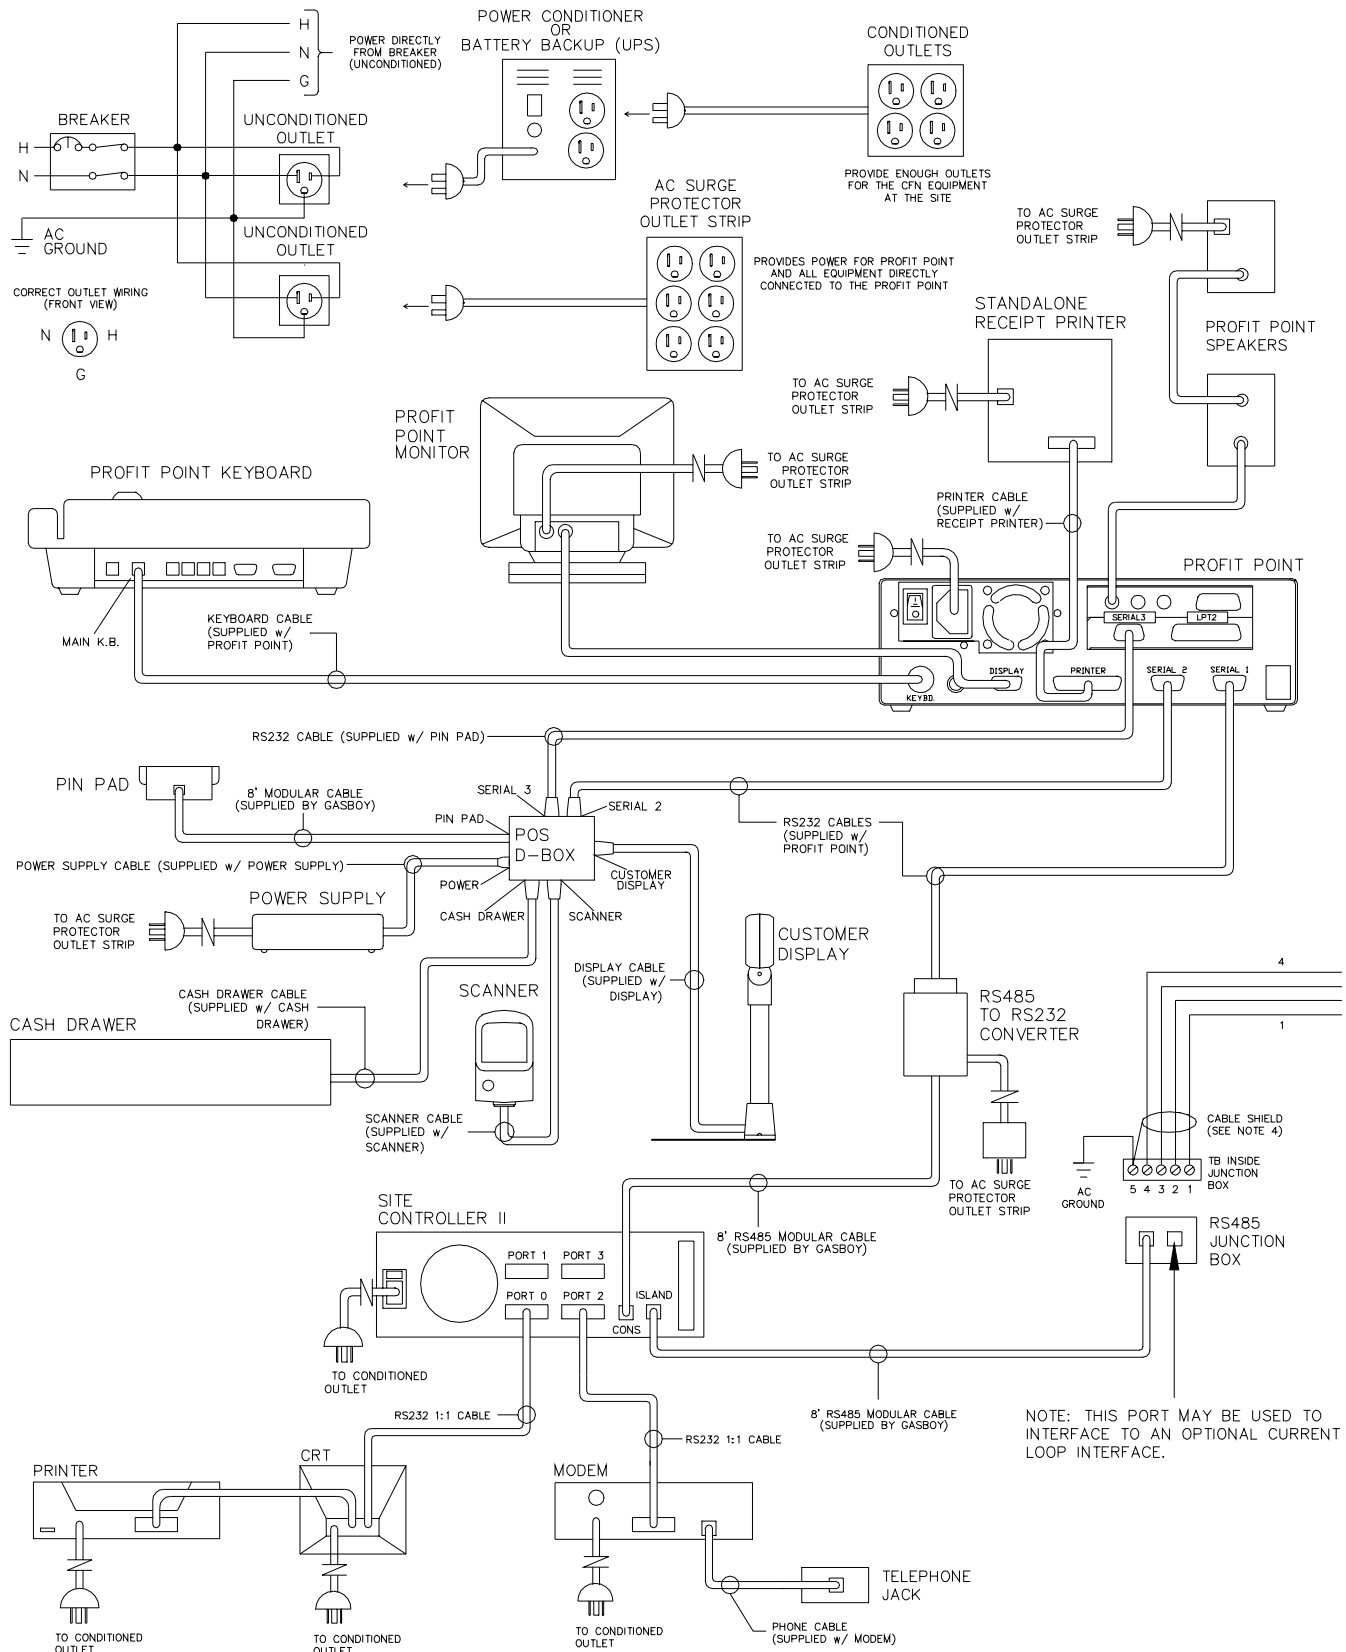 H
N
G
POWER DIRECTLY
FROM BREAKER
(UNCONDITIONED)
POWER CONDITIONER
OR
BATTERY BACKUP (UPS)
CONDITIONED
OUTLETS
BREAKER
H
N
UNCONDITIONED
OUTLET
PROVIDE ENOUGH OUTLETS
FOR THE CFN EQUIPMENT
AT THE SITE
AC
GROUND
UNCONDITIONED
OUTLET
AC SURGE
PROTECTOR
OUTLET STRIP
PROVIDES POWER FOR PROFIT POINT
AND ALL EQUIPMENT DIRECTLY
CONNECTED TO THE PROFIT POINT
TO AC SURGE
PROTECTOR
OUTLET STRIP
CORRECT OUTLET WIRING
(FRONT VIEW)
N
H
G
STANDALONE
RECEIPT PRINTER
PROFIT POINT
SPEAKERS
TO AC SURGE
PROTECTOR
OUTLET STRIP
PROFIT
POINT
MONITOR
TO AC SURGE
PROTECTOR
OUTLET STRIP
PROFIT POINT KEYBOARD
PRINTER CABLE
(SUPPLIED w/
RECEIPT PRINTER)
TO AC SURGE
PROTECTOR
OUTLET STRIP
PROFIT POINT
MAIN K.B.
KEYBOARD CABLE
(SUPPLIED w/
PROFIT POINT)
SERIAL3
LPT2
KEYBD.
DISPLAY
PRINTER
SERIAL 2
SERIAL 1
RS232 CABLE (SUPPLIED w/ PIN PAD)
PIN PAD
8' MODULAR CABLE
(SUPPLIED BY GASBOY)
SERIAL 3
SERIAL 2
PIN PAD
POS
D-BOX
RS232 CABLES
(SUPPLIED w/
PROFIT POINT)
POWER SUPPLY CABLE (SUPPLIED w/ POWER SUPPLY)
POWER
CUSTOMER
DISPLAY
CASH DRAWER
SCANNER
POWER SUPPLY
TO AC SURGE
PROTECTOR
OUTLET STRIP
CUSTOMER
DISPLAY
DISPLAY CABLE
(SUPPLIED w/
DISPLAY)
CASH DRAWER CABLE
(SUPPLIED w/ CASH
DRAWER)
SCANNER
CASH DRAWER
RS485
TO RS232
CONVERTER
4
1
SCANNER CABLE
(SUPPLIED w/
SCANNER)
CABLE SHIELD
(SEE NOTE 4)
TB INSIDE
JUNCTION
BOX
5 4 3 2 1
AC
GROUND
TO AC SURGE
PROTECTOR
OUTLET STRIP
SITE
CONTROLLER II
8' RS485 MODULAR CABLE
(SUPPLIED BY GASBOY)
RS485
JUNCTION
BOX
PORT 1
PORT 3
PORT 0
PORT 2
ISLAND
CONS
TO CONDITIONED
OUTLET
RS232 1:1 CABLE
8' RS485 MODULAR CABLE
(SUPPLIED BY GASBOY)
NOTE: THIS PORT MAY BE USED TO
INTERFACE TO AN OPTIONAL CURRENT
LOOP INTERFACE.
RS232 1:1 CABLE
PRINTER
CRT
MODEM
TELEPHONE
JACK
PHONE CABLE
(SUPPLIED w/ MODEM)
TO CONDITIONED
OUTLET
TO CONDITIONED
OUTLET
TO CONDITIONED
OUTLET